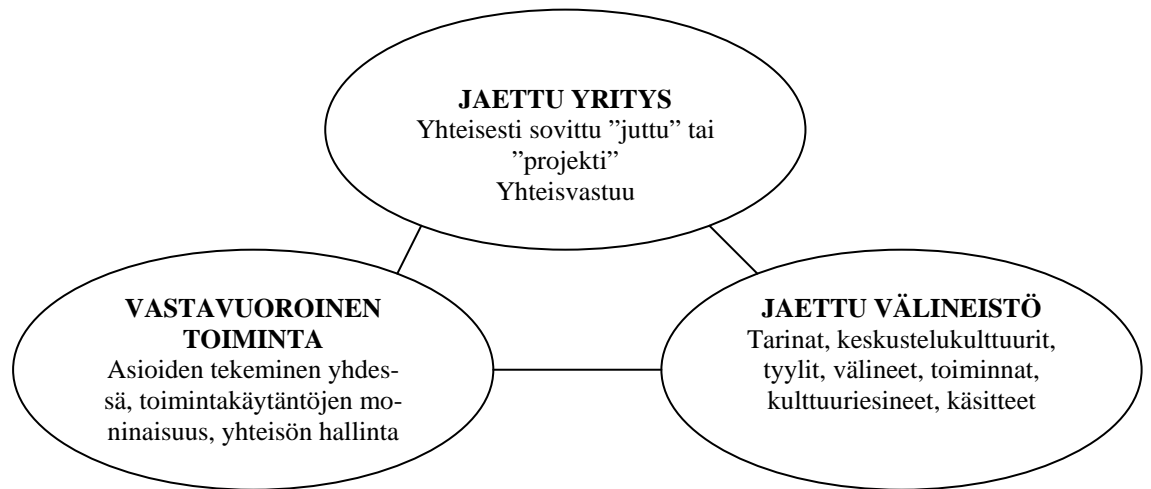 JAETTU YRITYS
Yhteisesti sovittu ”juttu” tai
”projekti”
Yhteisvastuu
VASTAVUOROINEN
TOIMINTA
Asioiden tekeminen yhdes-
sä, toimintakäytäntöjen mo-
ninaisuus, yhteisön hallinta
JAETTU VÄLINEISTÖ
Tarinat, keskustelukulttuurit,
tyylit, välineet, toiminnat,
kulttuuriesineet, käsitteet